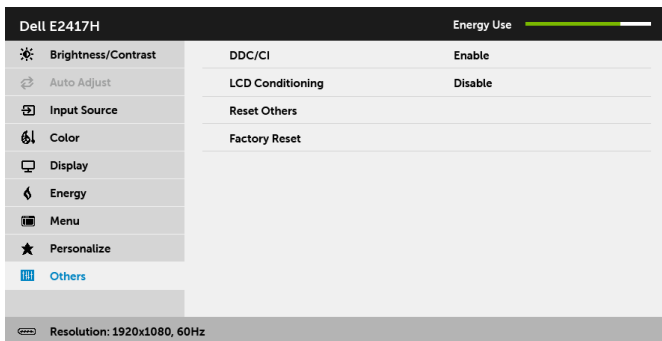 Dell E2417H Energy Use
Brightness/Contrast DDC/CI Enable
Auto Adjust LCD Conditioning Disable
Input Source Reset Others
Color Factory Reset
Display
Energy
Menu
Personalize
Others
Resolution: 1920x1080, 60Hz